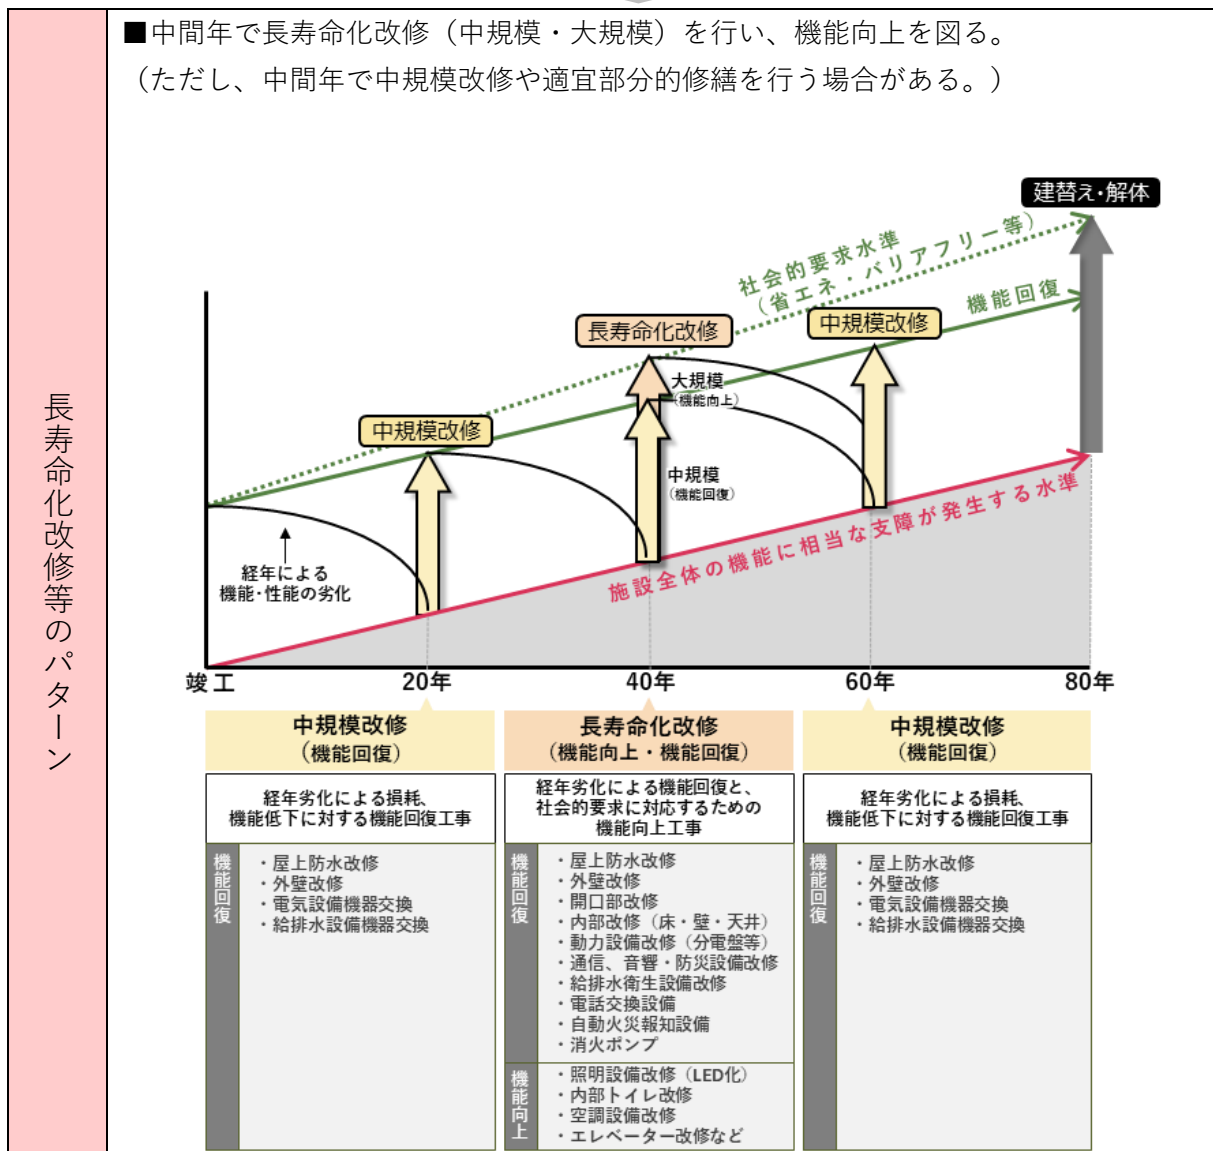 長寿命化改修等のパターン
■中間年で長寿命化改修（中規模・大規模）を行い、機能向上を図る。
（ただし、中間年で中規模改修や適宜部分的修繕を行う場合がある。）
建替え・解体
社会的要求水準
（省エネ・バリアフリー等）
機能回復
長寿命化改修
中規模改修
大規模
（機能向上）
中規模改修
中規模
（機能回復）
経年による
機能・性能の劣化
施設全体の機能に相当な支障が発生する水準
竣工
20年
40年
60年
80年
中規模改修
（機能回復）
経年劣化による損耗、
機能低下に対する機能回復工事
機能回復
・屋上防水改修
・外壁改修
・電気設備機器交換
・給排水設備機器交換
長寿命化改修
（機能向上・機能回復）
経年劣化による機能回復と、
社会的要求に対応するための
機能向上工事
機能回復
・屋上防水改修
・外壁改修
・開口部改修
・内部改修（床・壁・天井）
・動力設備改修（分電盤等）
・通信、音響・防災設備改修
・給排水衛生設備改修
・電話交換設備
・自動火災報知設備
・消火ポンプ
機能向上
・照明設備改修（LED化）
・内部トイレ改修
・空調設備改修
・エレベーター改修など
中規模改修
（機能回復）
経年劣化による損耗、
機能低下に対する機能回復工事
機能回復
・屋上防水改修
・外壁改修
・電気設備機器交換
・給排水設備機器交換